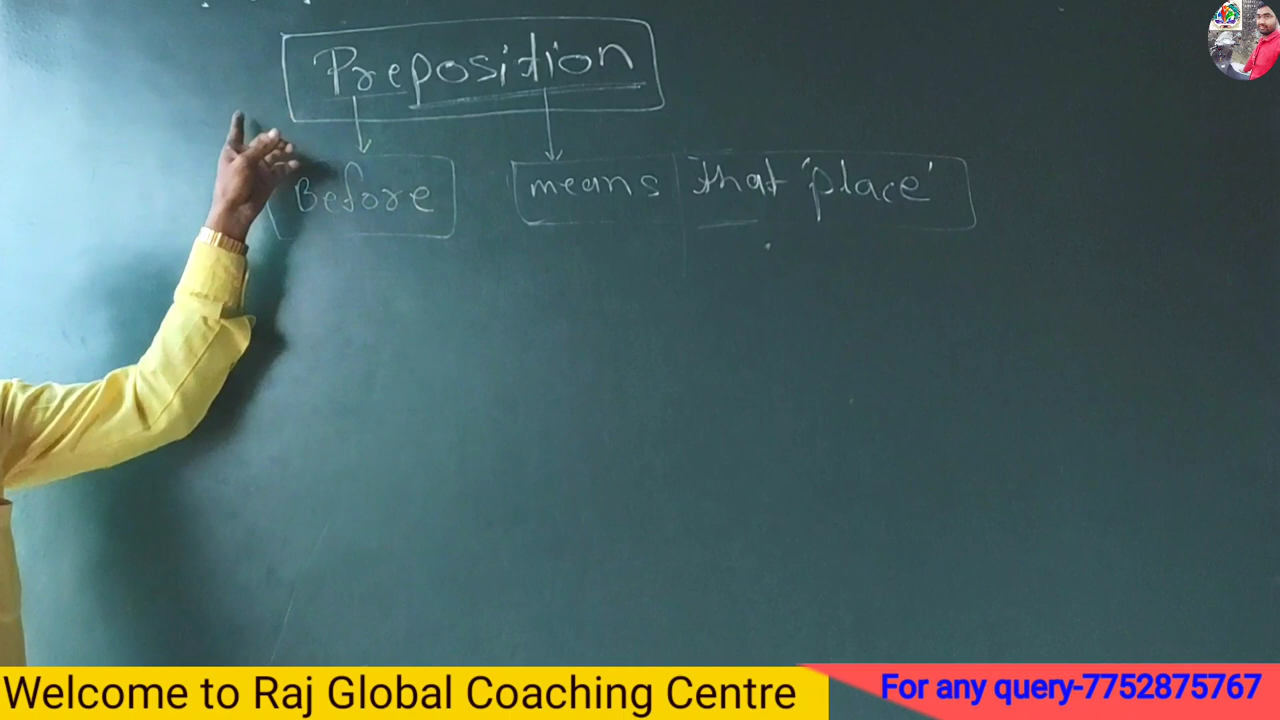 Preposition
Before
means that 'place'
Welcome to Raj Global Coaching Centre
For any query-7752875767